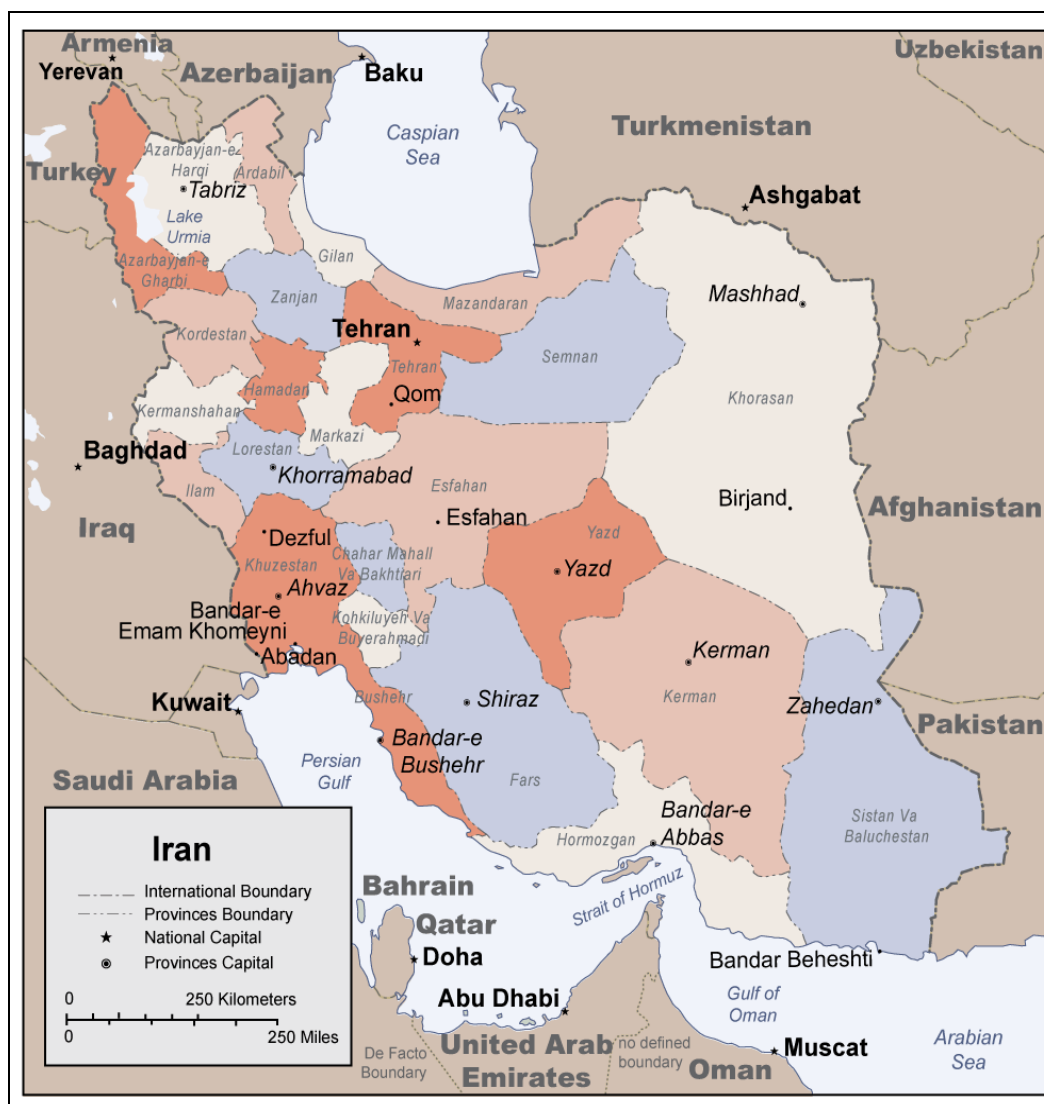 Armenia
Yerevan
Azerbaijan
Baku
Uzbekistan
Caspian
Sea
Turkmenistan
Turkey
Azarbayjan-e
Harqi
Ardabil
Tabriz
Ashgabat
Lake
Urmia
Gilan
Azarbayjan-e
Gharbi
Zanjan
Mazandaran
Mashhad
Kordestan
Tehran
Semnan
Tehran
Hamadan
Qom
Khorasan
Kermanshahan
Markazi
Baghdad
Lorestan
Khorramabad
Ilam
Esfahan
Birjand
Afghanistan
Iraq
Esfahan
Dezful
Yazd
Chahar Mahall
Va Bakhtiari
Khuzestan
Yazd
Ahvaz
Bandar-e
Emam Khomeyni
Kohkiluyeh Va
Buyerahmadi
Abadan
Kerman
Kuwait
Bushehr
Shiraz
Kerman
Zahedan
Pakistan
Bandar-e
Bushehr
Persian
Gulf
Saudi Arabia
Fars
Sistan Va
Baluchestan
Bandar-e
Abbas
Hormozgan
Iran
International Boundary
Provinces Boundary
National Capital
Provinces Capital
0 250 Kilometers
0 250 Miles
Bahrain
Strait of Hormuz
Qatar
Doha
Bandar Beheshti
Abu Dhabi
Gulf of
Oman
De Facto
Boundary
United Arab
Emirates
no defined
boundary
Oman
Muscat
Arabian
Sea